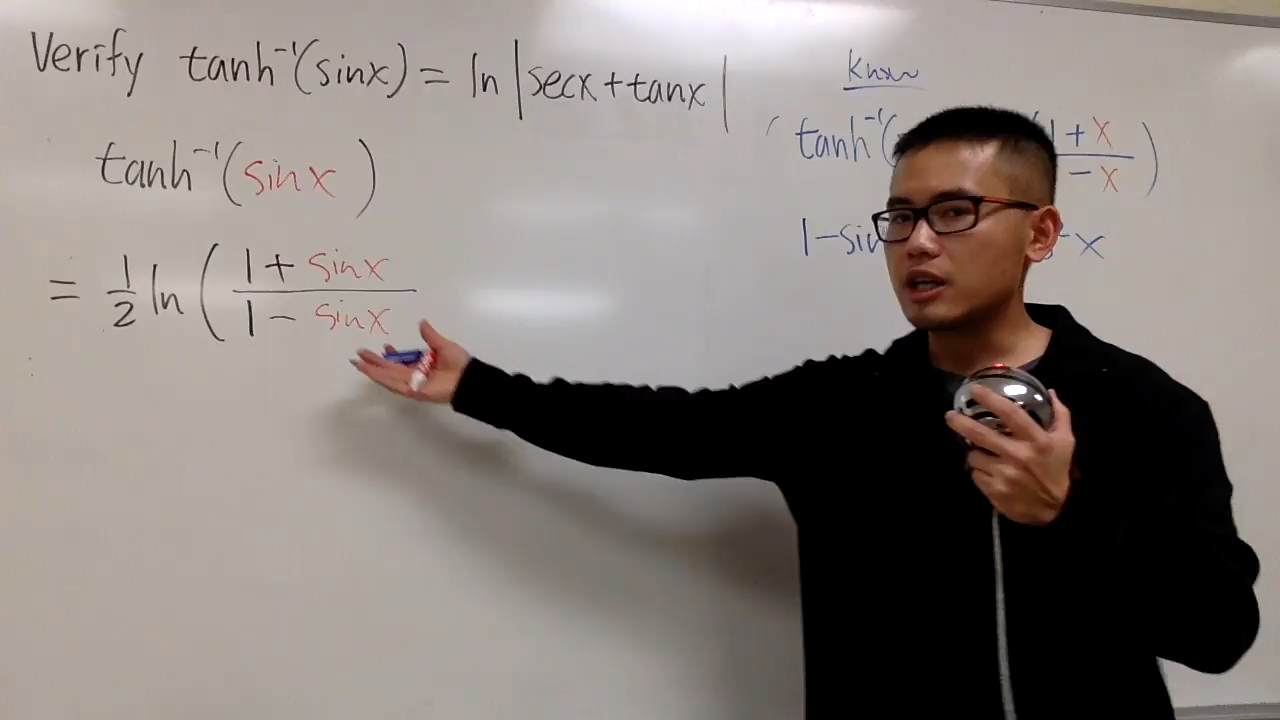 Verify tanh⁻¹(sinx) = ln |secx + tanx|
Know
tanh⁻¹( 1 + x / - x )
tanh⁻¹(sinx)
1 - sin x
= 1/2 ln ( 1 + sinx / 1 - sinx